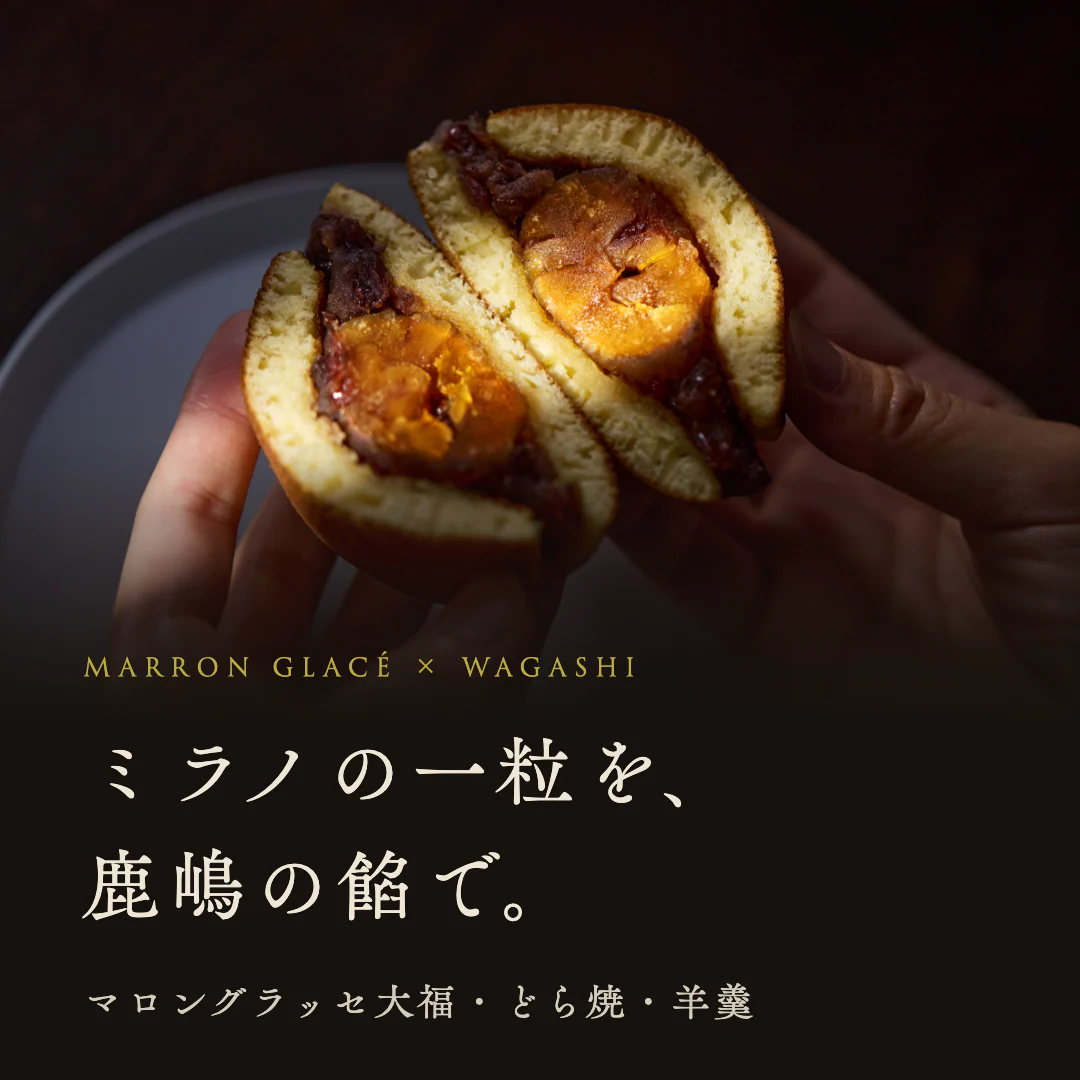 MARRON GLACÉ × WAGASHI
ミラノの一粒を、
鹿嶋の餡で。
マロングラッセ大福・どら焼・羊羹